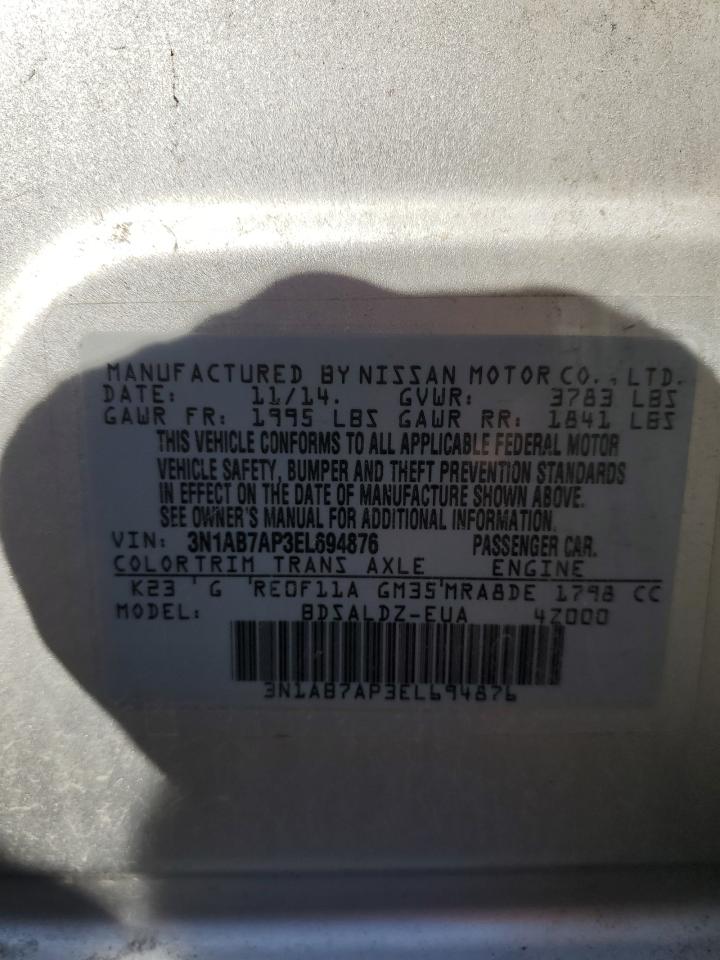 MANUFACTURED BY NISSAN MOTOR CO., LTD.
DATE: 11/14. GVWR: 3783 LBS
GAWR FR: 1995 LBS GAWR RR: 1841 LBS
THIS VEHICLE CONFORMS TO ALL APPLICABLE FEDERAL MOTOR
VEHICLE SAFETY, BUMPER AND THEFT PREVENTION STANDARDS
IN EFFECT ON THE DATE OF MANUFACTURE SHOWN ABOVE.
SEE OWNER'S MANUAL FOR ADDITIONAL INFORMATION.
VIN: 3N1AB7AP3EL694876 PASSENGER CAR.
COLORTRIM TRANS AXLE ENGINE
K23 G RE0F11A GM35 MRA8DE 1798 CC
MODEL: BDSALDZ-EUA 4Z000
3N1AB7AP3EL694876